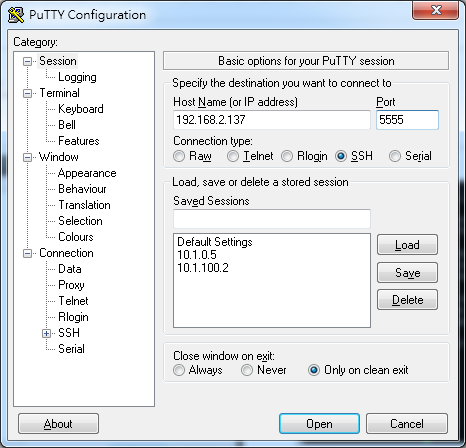 PuTTY Configuration
Category:
Session
Logging
Terminal
Keyboard
Bell
Features
Window
Appearance
Behaviour
Translation
Selection
Colours
Connection
Data
Proxy
Telnet
Rlogin
SSH
Serial
Basic options for your PuTTY session
Specify the destination you want to connect to
Host Name (or IP address) Port
192.168.2.137 5555
Connection type:
Raw Telnet Rlogin SSH Serial
Load, save or delete a stored session
Saved Sessions
Default Settings
10.1.0.5
10.1.100.2
Load
Save
Delete
Close window on exit:
Always Never Only on clean exit
About Open Cancel